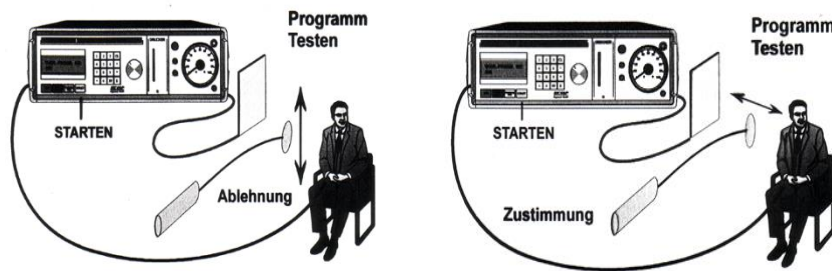 Programm
Testen
STARTEN
Ablehnung
Programm
Testen
STARTEN
Zustimmung